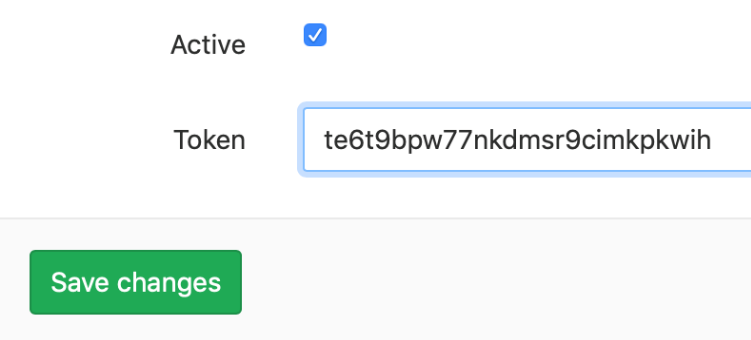 Active
Token te6t9bpw77nkdmsr9cimkpkwih
Save changes